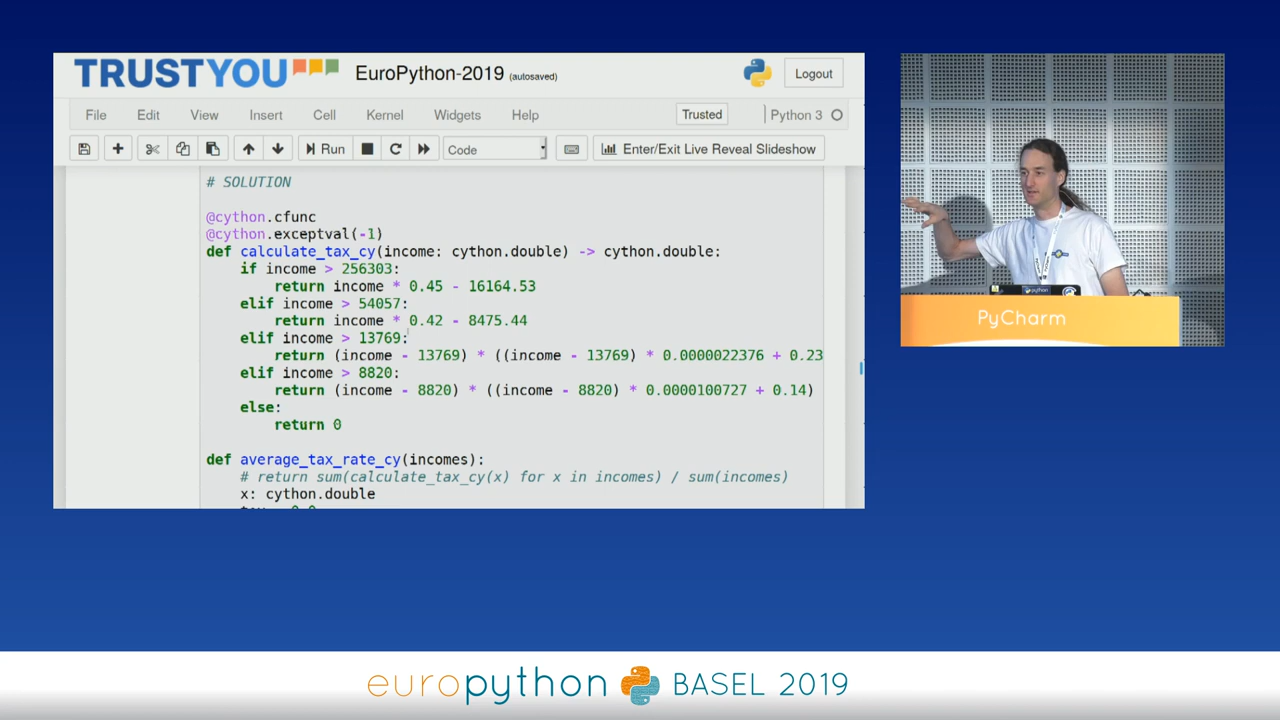 TRUSTYOU EuroPython-2019 (autosaved) Logout
File Edit View Insert Cell Kernel Widgets Help Trusted Python 3
Run Code Enter/Exit Live Reveal Slideshow
# SOLUTION
@cython.cfunc
@cython.exceptval(-1)
def calculate_tax_cy(income: cython.double) -> cython.double:
if income > 256303:
return income * 0.45 - 16164.53
elif income > 54057:
return income * 0.42 - 8475.44
elif income > 13769:
return (income - 13769) * ((income - 13769) * 0.0000022376 + 0.23
elif income > 8820:
return (income - 8820) * ((income - 8820) * 0.0000100727 + 0.14)
else:
return 0
def average_tax_rate_cy(incomes):
# return sum(calculate_tax_cy(x) for x in incomes) / sum(incomes)
x: cython.double
python
PyCharm
europython BASEL 2019